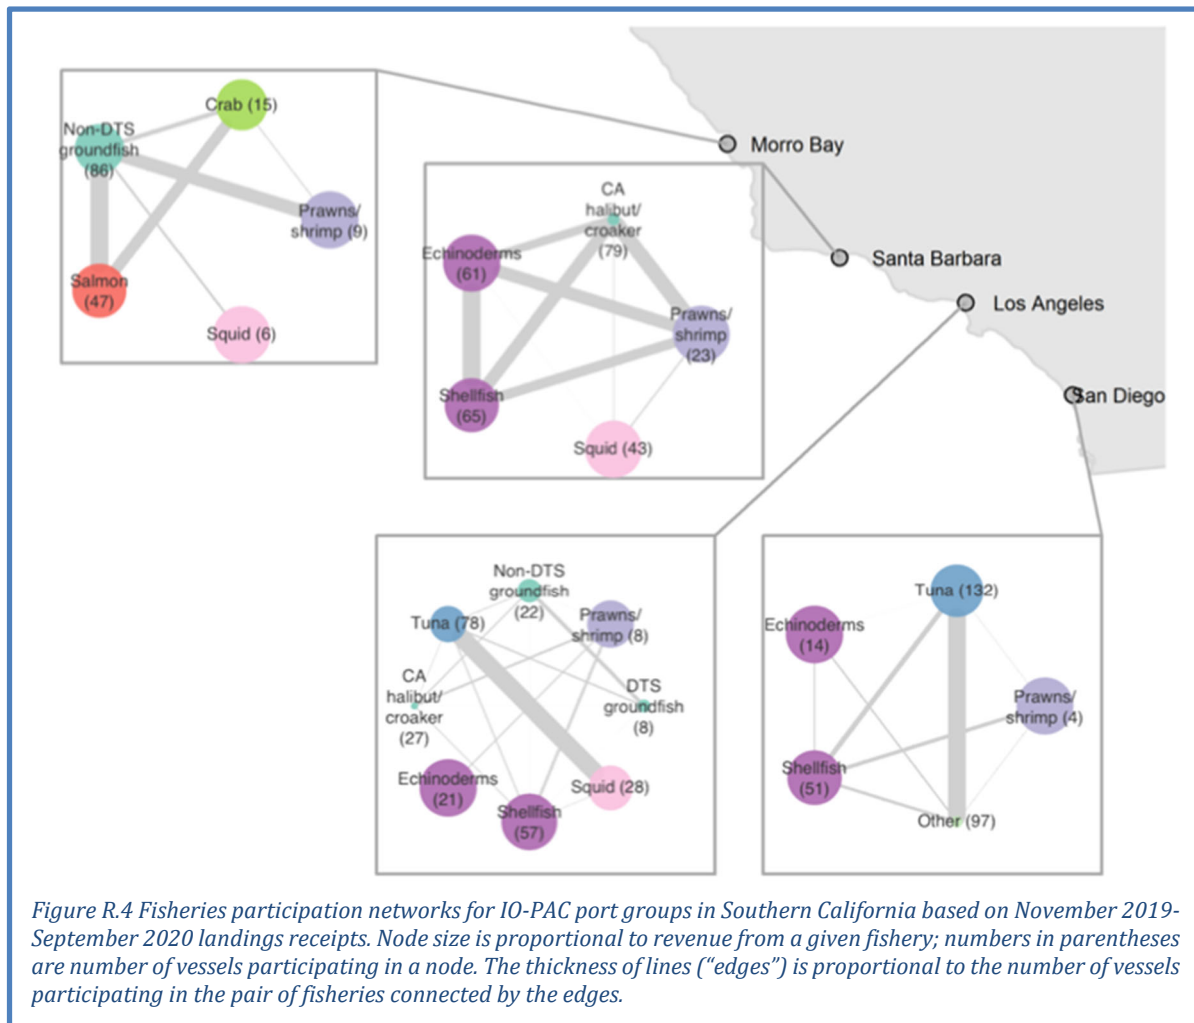 Crab (15)
Non-DTS
groundfish
(86)
Prawns/
shrimp (9)
Salmon
(47)
Squid (6)
Morro Bay
Santa Barbara
Los Angeles
San Diego
CA
halibut/
croaker
(79)
Echinoderms
(61)
Prawns/
shrimp
(23)
Shellfish
(65)
Squid (43)
Non-DTS
groundfish
(22)
Prawns/
shrimp (8)
Tuna (78)
CA
halibut/
croaker
(27)
DTS
groundfish
(8)
Echinoderms
(21)
Squid (28)
Shellfish
(57)
Tuna (132)
Echinoderms
(14)
Prawns/
shrimp (4)
Shellfish
(51)
Other (97)
Figure R.4 Fisheries participation networks for IO-PAC port groups in Southern California based on November 2019-
September 2020 landings receipts. Node size is proportional to revenue from a given fishery; numbers in parentheses
are number of vessels participating in a node. The thickness of lines (“edges”) is proportional to the number of vessels
participating in the pair of fisheries connected by the edges.